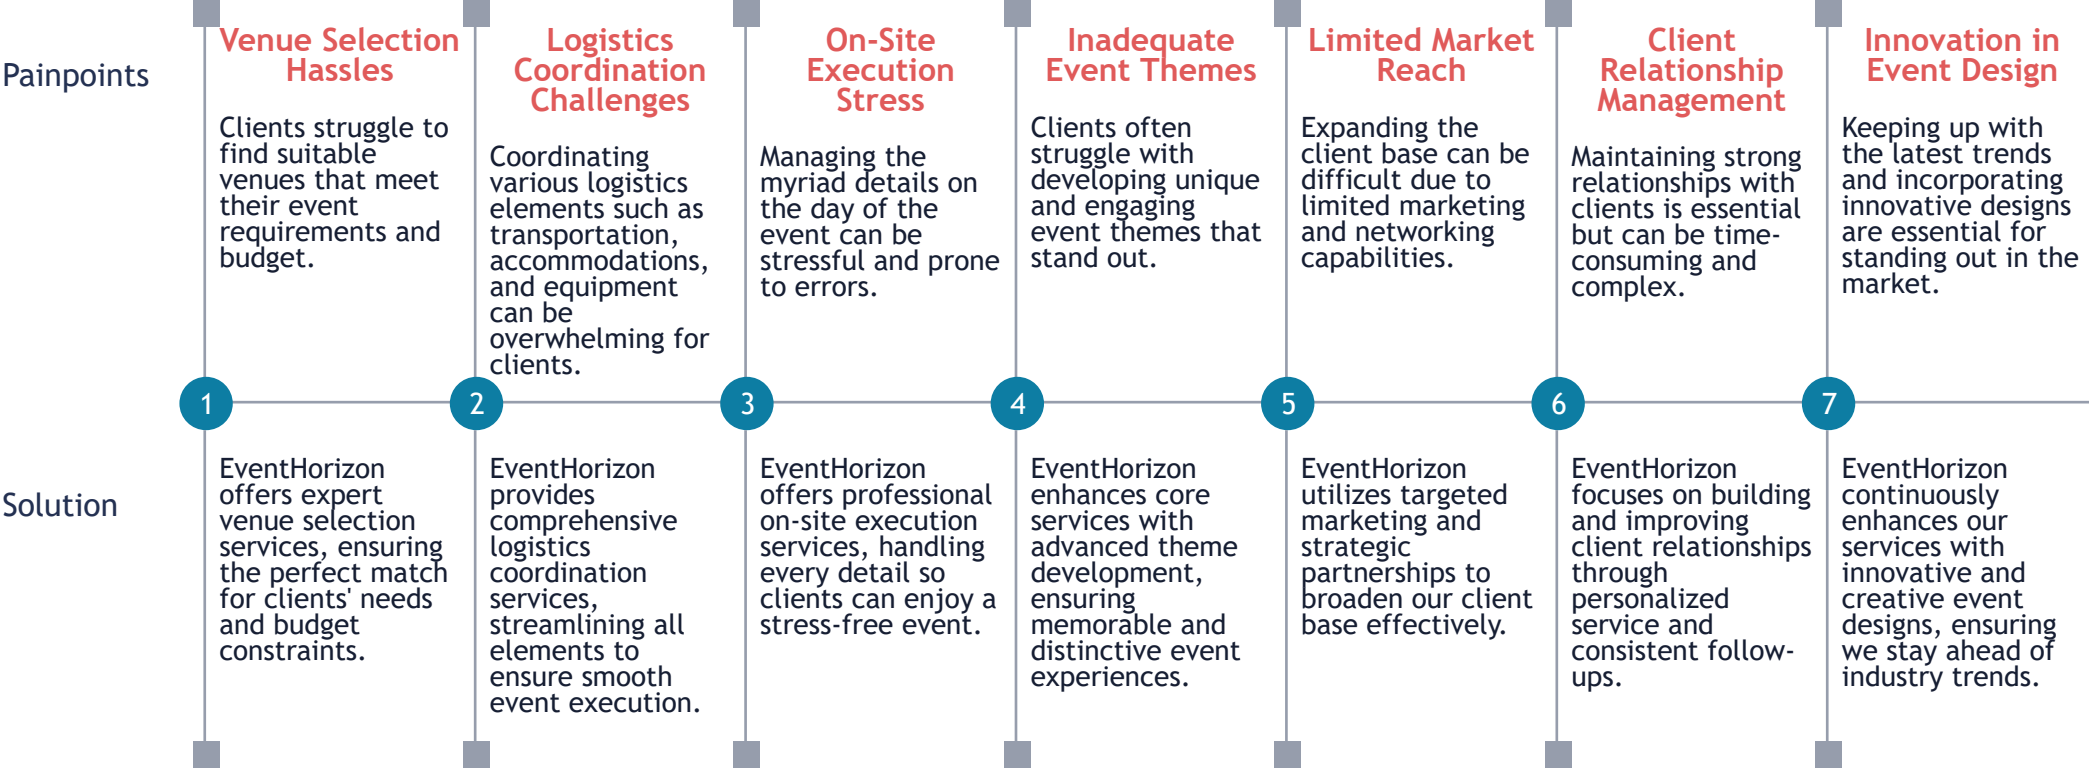 Painpoints
Venue Selection
Hassles
Clients struggle to
find suitable
venues that meet
their event
requirements and
budget.
Logistics
Coordination
Challenges
Coordinating
various logistics
elements such as
transportation,
accommodations,
and equipment
can be
overwhelming for
clients.
On-Site
Execution
Stress
Managing the
myriad details on
the day of the
event can be
stressful and prone
to errors.
Inadequate
Event Themes
Clients often
struggle with
developing unique
and engaging
event themes that
stand out.
Limited Market
Reach
Expanding the
client base can be
difficult due to
limited marketing
and networking
capabilities.
Client
Relationship
Management
Maintaining strong
relationships with
clients is essential
but can be time-
consuming and
complex.
Innovation in
Event Design
Keeping up with
the latest trends
and incorporating
innovative designs
are essential for
standing out in the
market.
1
2
3
4
5
6
7
Solution
EventHorizon
offers expert
venue selection
services, ensuring
the perfect match
for clients' needs
and budget
constraints.
EventHorizon
provides
comprehensive
logistics
coordination
services,
streamlining all
elements to
ensure smooth
event execution.
EventHorizon
offers professional
on-site execution
services, handling
every detail so
clients can enjoy a
stress-free event.
EventHorizon
enhances core
services with
advanced theme
development,
ensuring
memorable and
distinctive event
experiences.
EventHorizon
utilizes targeted
marketing and
strategic
partnerships to
broaden our client
base effectively.
EventHorizon
focuses on building
and improving
client relationships
through
personalized
service and
consistent follow-
ups.
EventHorizon
continuously
enhances our
services with
innovative and
creative event
designs, ensuring
we stay ahead of
industry trends.